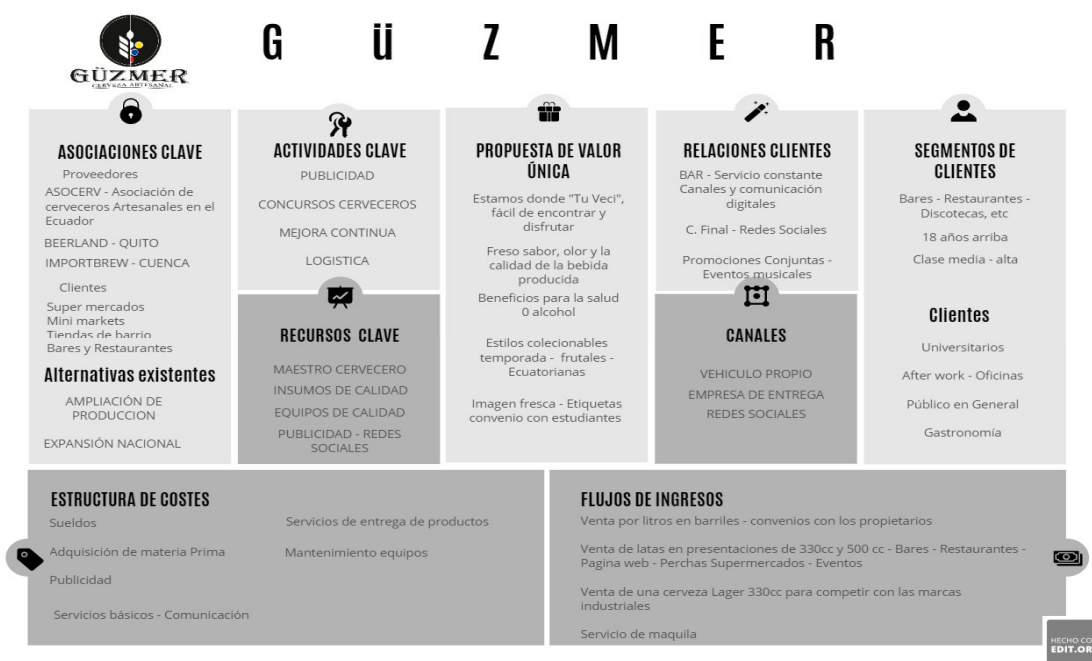 GÜZMER
CERVEZA ARTESANAL
G ü Z M E R
ASOCIACIONES CLAVE
Proveedores
ASOCERV - Asociación de
cerveceros Artesanales en el
Ecuador
BEERLAND - QUITO
IMPORTBREW - CUENCA
Clientes
Super mercados
Mini markets
Tiendas de barrio
Bares y Restaurantes
Alternativas existentes
AMPLIACIÓN DE
PRODUCCION
EXPANSIÓN NACIONAL
ACTIVIDADES CLAVE
PUBLICIDAD
CONCURSOS CERVECEROS
MEJORA CONTINUA
LOGISTICA
RECURSOS CLAVE
MAESTRO CERVECERO
INSUMOS DE CALIDAD
EQUIPOS DE CALIDAD
PUBLICIDAD - REDES
SOCIALES
PROPUESTA DE VALOR
ÚNICA
Estamos donde "Tu Veci",
fácil de encontrar y
disfrutar
Freso sabor, olor y la
calidad de la bebida
producida
Beneficios para la salud
0 alcohol
Estilos colecionables
temporada - frutales -
Ecuatorianas
Imagen fresca - Etiquetas
convenio con estudiantes
RELACIONES CLIENTES
BAR - Servicio constante
Canales y comunicación
digitales
C. Final - Redes Sociales
Promociones Conjuntas -
Eventos musicales
CANALES
VEHICULO PROPIO
EMPRESA DE ENTREGA
REDES SOCIALES
SEGMENTOS DE
CLIENTES
Bares - Restaurantes -
Discotecas, etc
18 años arriba
Clase media - alta
Clientes
Universitarios
After work - Oficinas
Público en General
Gastronomía
ESTRUCTURA DE COSTES
Sueldos
Adquisición de materia Prima
Publicidad
Servicios básicos - Comunicación
Servicios de entrega de productos
Mantenimiento equipos
FLUJOS DE INGRESOS
Venta por litros en barriles - convenios con los propietarios
Venta de latas en presentaciones de 330cc y 500 cc - Bares - Restaurantes -
Pagina web - Perchas Supermercados - Eventos
Venta de una cerveza Lager 330cc para competir con las marcas
industriales
Servicio de maquila
HECHO CO
EDIT.OR